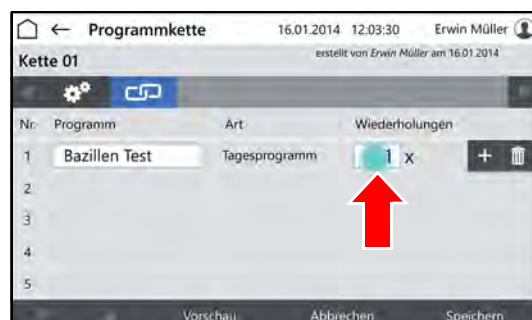 Programmkette 16.01.2014 12:03:30 Erwin Müller
Kette 01 erstellt von Erwin Müller am 16.01.2014
Nr. Programm Art Wiederholungen
1 Bazillen Test Tagesprogramm 1 x +
2
3
4
5
Vorschau Abbrechen Speichern